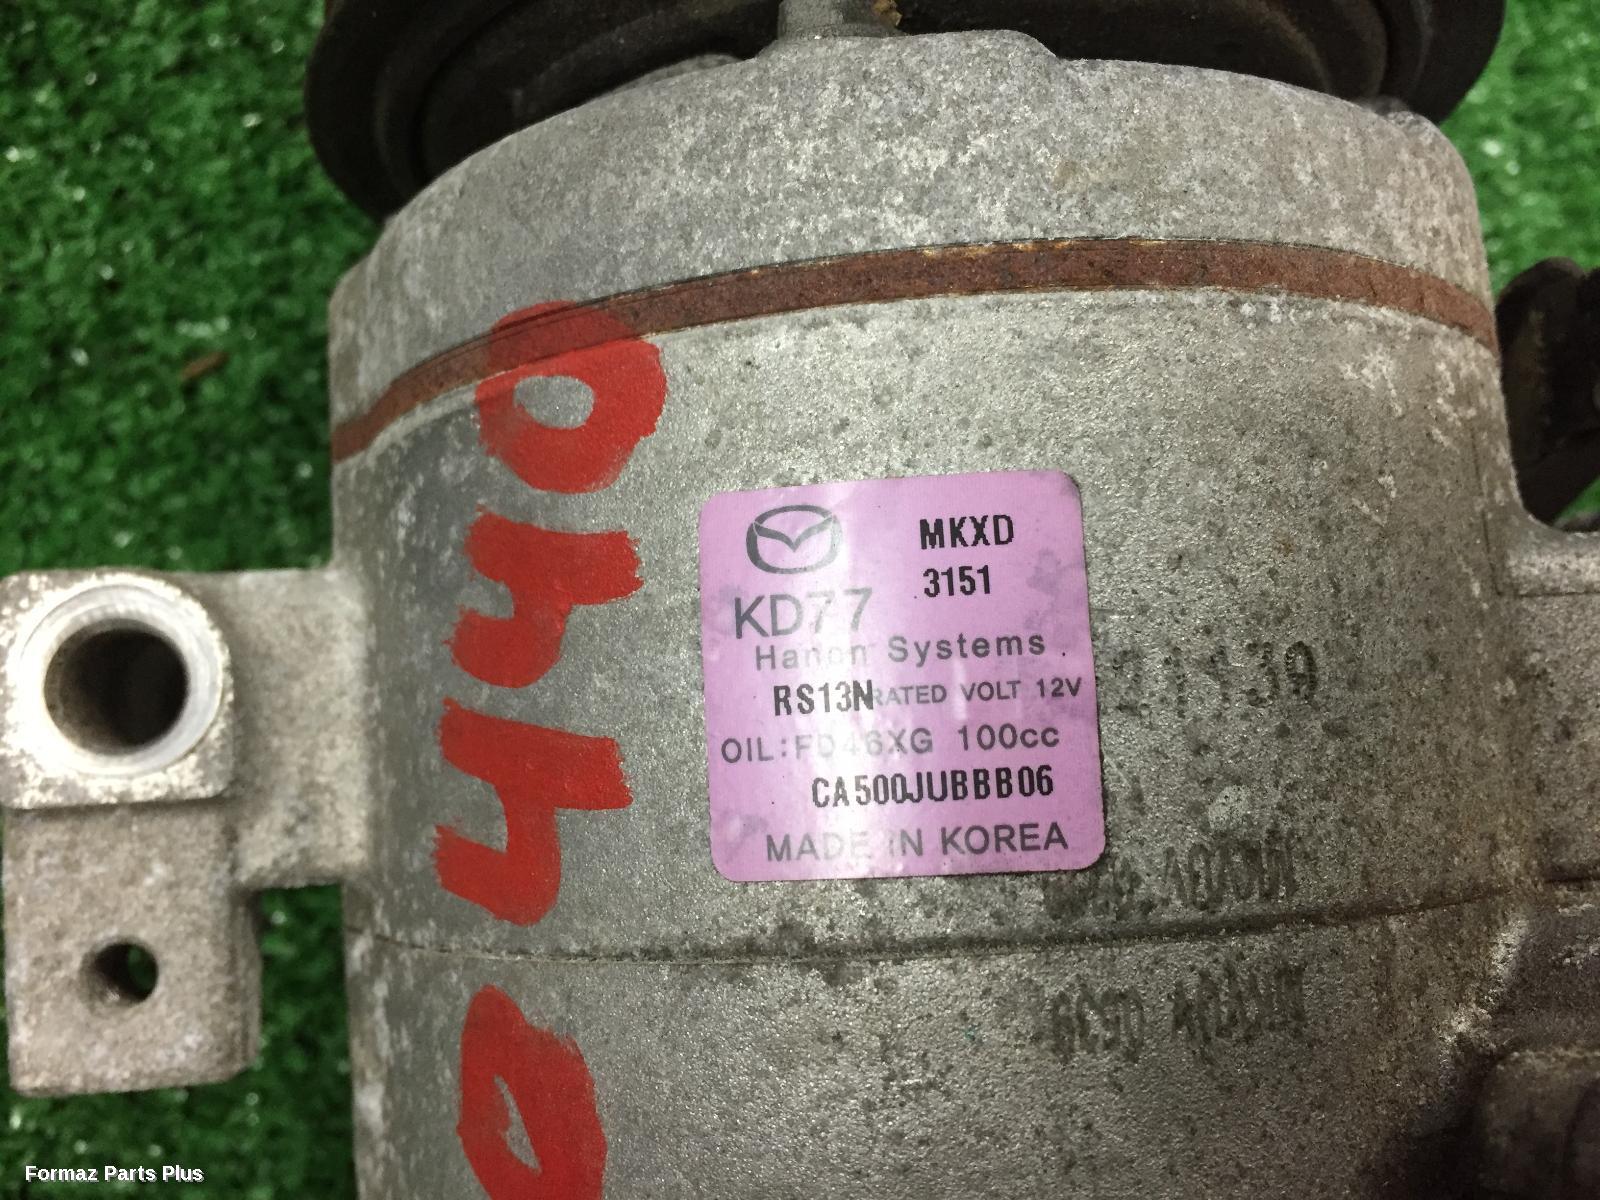 MKXD
3151
KD77
Hanon Systems
RS13N RATED VOLT 12V
OIL:FD46XG 100cc
CA500JUBBB06
MADE IN KOREA
0440
Formaz Parts Plus